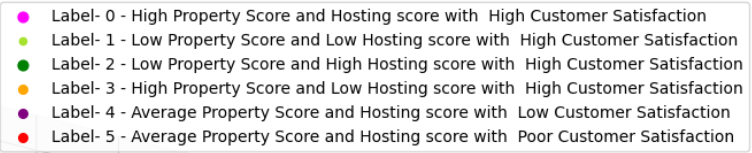 Label- 0 - High Property Score and Hosting score with  High Customer Satisfaction
Label- 1 - Low Property Score and Low Hosting score with  High Customer Satisfaction
Label- 2 - Low Property Score and High Hosting score with  High Customer Satisfaction
Label- 3 - High Property Score and Low Hosting score with  High Customer Satisfaction
Label- 4 - Average Property Score and Hosting score with  Low Customer Satisfaction
Label- 5 - Average Property Score and Hosting score with  Poor Customer Satisfaction